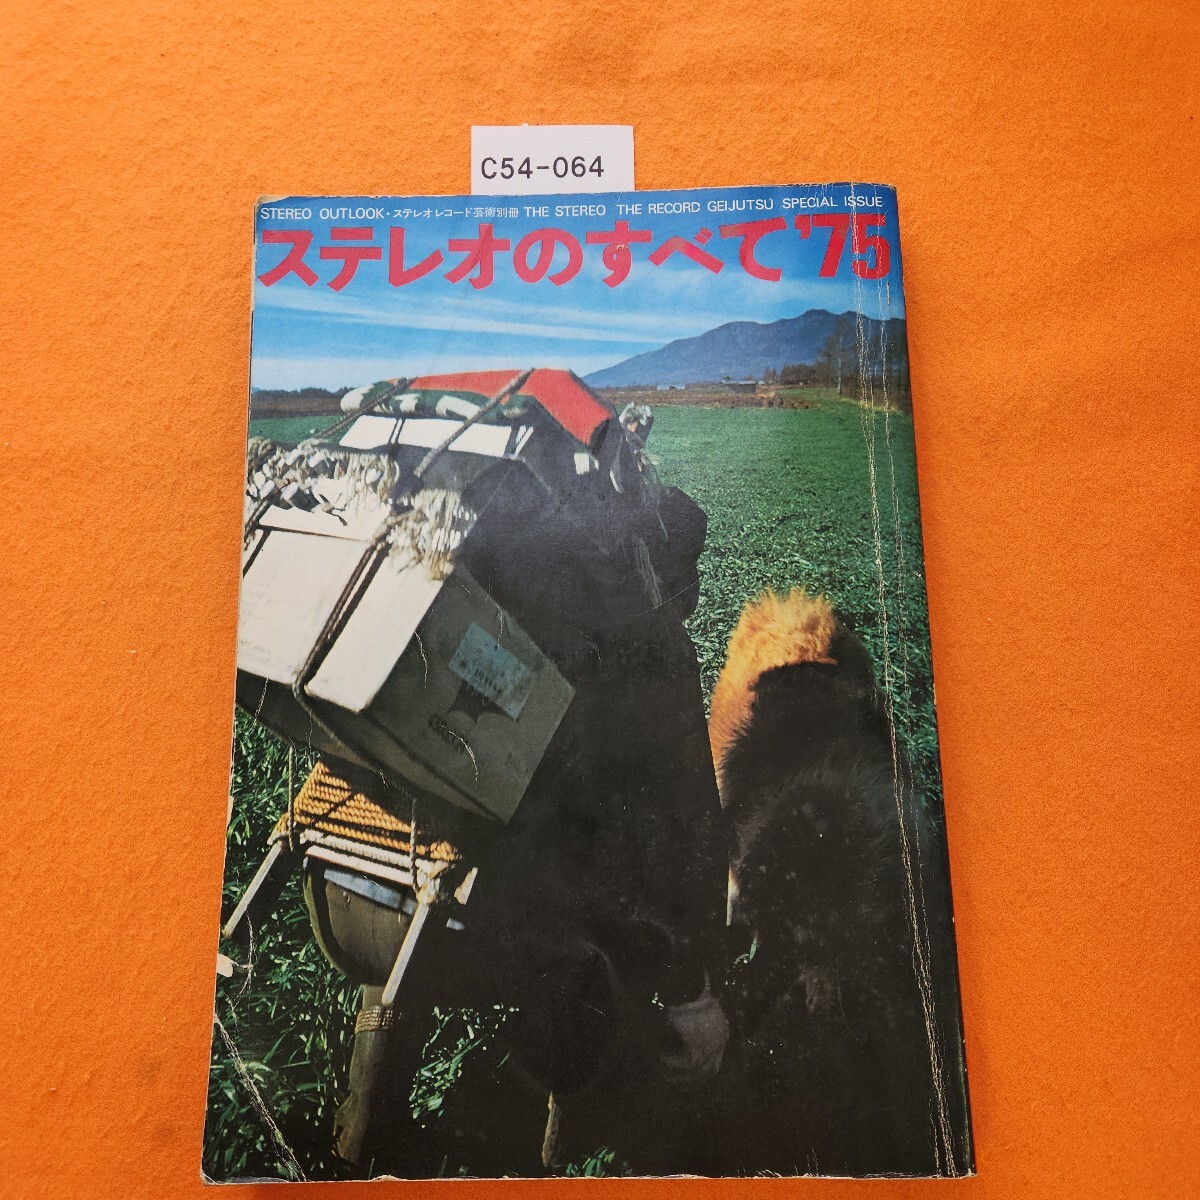 C54-064
STEREO OUTLOOK・ステレオ レコード芸術別冊 THE STEREO THE RECORD GEIJUTSU SPECIAL ISSUE
ステレオのすべて'75